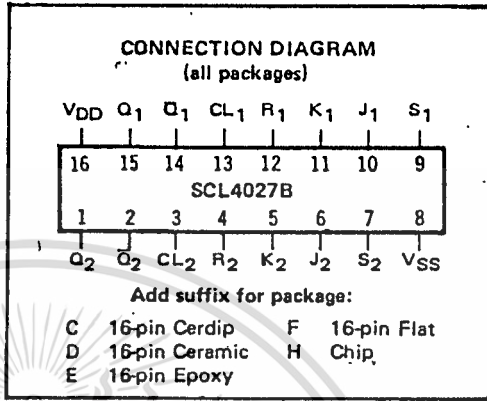 CONNECTION DIAGRAM
(all packages)
VDD Q1 Q̅1 CL1 R1 K1 J1 S1
16 15 14 13 12 11 10 9
SCL4027B
1 2 3 4 5 6 7 8
Q2 Q̅2 CL2 R2 K2 J2 S2 VSS
Add suffix for package:
C 16-pin Cerdip F 16-pin Flat
D 16-pin Ceramic H Chip
E 16-pin Epoxy